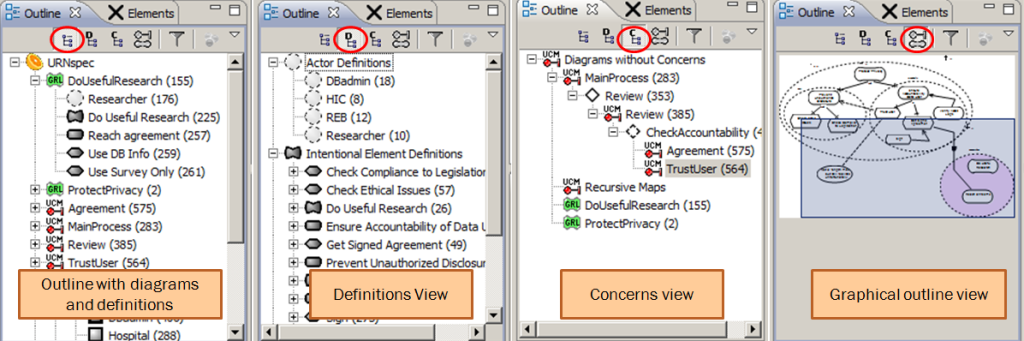 Outline
Elements
D
C
URNspec
GRL DoUsefulResearch (155)
Researcher (176)
Do Useful Research (225)
Reach agreement (257)
Use DB Info (259)
Use Survey Only (261)
GRL ProtectPrivacy (2)
UCM Agreement (575)
UCM MainProcess (283)
UCM Review (385)
UCM TrustUser (564)
Outline with diagrams
and definitions
Hospital (288)
Outline
Elements
D
C
Actor Definitions
DBadmin (18)
HIC (8)
REB (12)
Researcher (10)
Intentional Element Definitions
Check Compliance to Legislation
Check Ethical Issues (57)
Do Useful Research (26)
Ensure Accountability of Data U
Get Signed Agreement (49)
Prevent Unauthorized Disclosur
Definitions View
Outline
Elements
D
C
UCM Diagrams without Concerns
UCM MainProcess (283)
Review (353)
UCM Review (385)
CheckAccountability (4
UCM Agreement (575)
UCM TrustUser (564)
UCM Recursive Maps
GRL DoUsefulResearch (155)
GRL ProtectPrivacy (2)
Concerns view
Outline
Elements
D
C
Graphical outline view